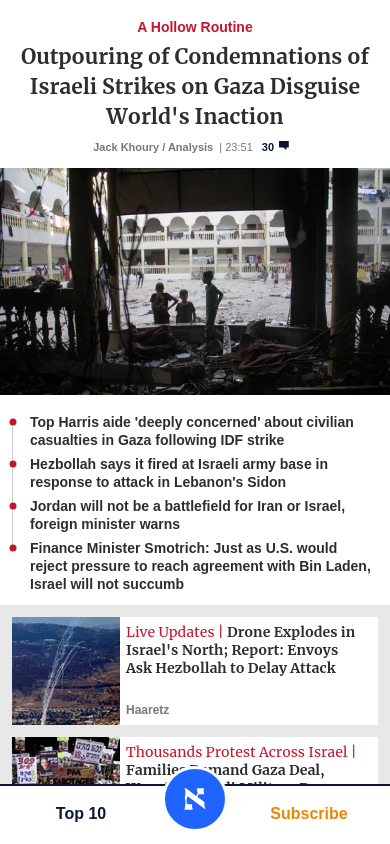 A Hollow Routine
Outpouring of Condemnations of
Israeli Strikes on Gaza Disguise
World's Inaction
Jack Khoury / Analysis | 23:51 30
Top Harris aide 'deeply concerned' about civilian
casualties in Gaza following IDF strike
Hezbollah says it fired at Israeli army base in
response to attack in Lebanon's Sidon
Jordan will not be a battlefield for Iran or Israel,
foreign minister warns
Finance Minister Smotrich: Just as U.S. would
reject pressure to reach agreement with Bin Laden,
Israel will not succumb
Live Updates | Drone Explodes in
Israel's North; Report: Envoys
Ask Hezbollah to Delay Attack
Haaretz
Thousands Protest Across Israel |
Families Demand Gaza Deal,
PM
SABOTAGES
Top 10
Subscribe